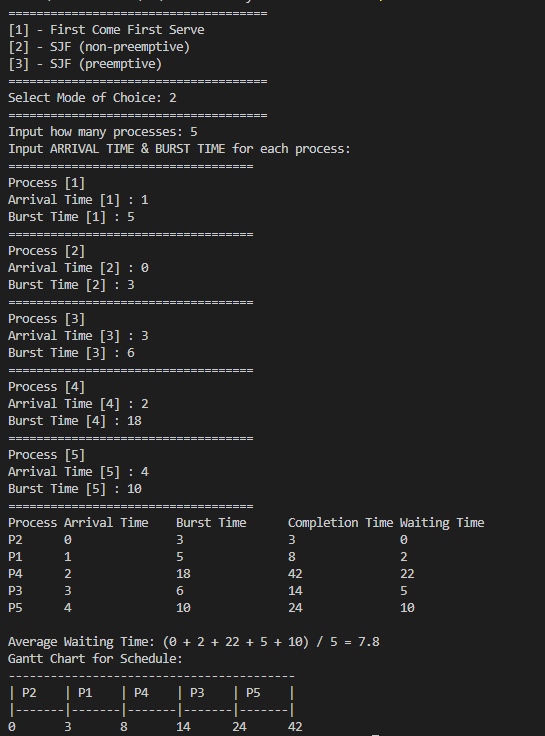 =====================================
[1] - First Come First Serve
[2] - SJF (non-preemptive)
[3] - SJF (preemptive)
=====================================
Select Mode of Choice: 2
=====================================
Input how many processes: 5
Input ARRIVAL TIME & BURST TIME for each process:
===================================
Process [1]
Arrival Time [1] : 1
Burst Time [1] : 5
===================================
Process [2]
Arrival Time [2] : 0
Burst Time [2] : 3
===================================
Process [3]
Arrival Time [3] : 3
Burst Time [3] : 6
===================================
Process [4]
Arrival Time [4] : 2
Burst Time [4] : 18
===================================
Process [5]
Arrival Time [5] : 4
Burst Time [5] : 10
===================================
Process Arrival Time    Burst Time      Completion Time Waiting Time
P2      0               3               3               0
P1      1               5               8               2
P4      2               18              42              22
P3      3               6               14              5
P5      4               10              24              10

Average Waiting Time: (0 + 2 + 22 + 5 + 10) / 5 = 7.8
Gantt Chart for Schedule:
-----------------------------------------
| P2    | P1    | P4    | P3    | P5    |
|-------|-------|-------|-------|-------|
0       3       8       14      24      42